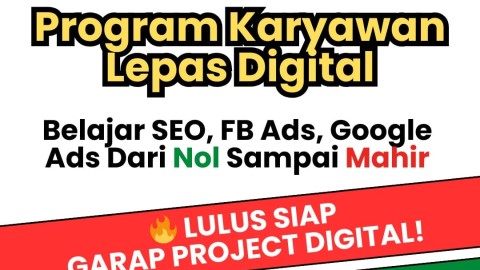 Program Karyawan
Lepas Digital
Belajar SEO, FB Ads, Google
Ads Dari Nol Sampai Mahir
🔥 LULUS SIAP
GARAP PROJECT DIGITAL!